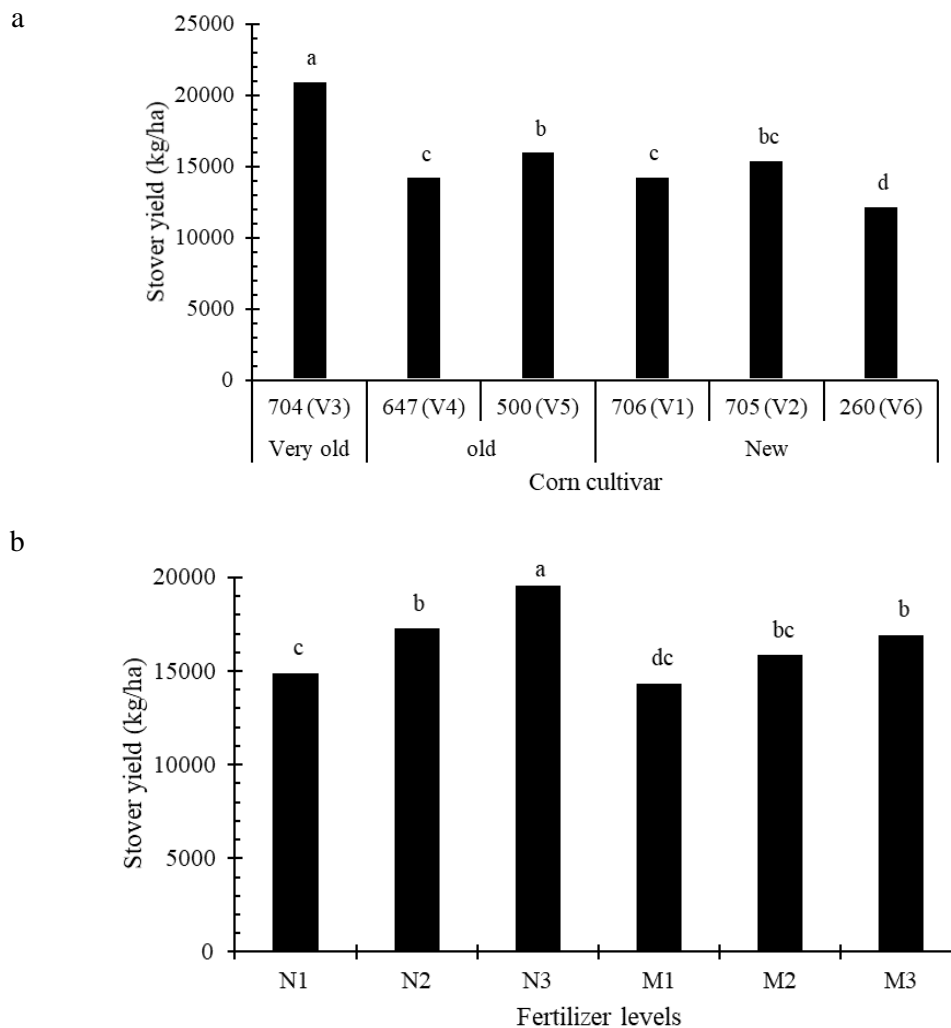 a
25000
20000
15000
10000
5000
0
Stover yield (kg/ha)
a
c
b
c
bc
d
704 (V3) 647 (V4) 500 (V5) 706 (V1) 705 (V2) 260 (V6)
Very old old New
Corn cultivar
b
20000
15000
10000
5000
0
Stover yield (kg/ha)
c
b
a
dc
bc
b
N1 N2 N3 M1 M2 M3
Fertilizer levels